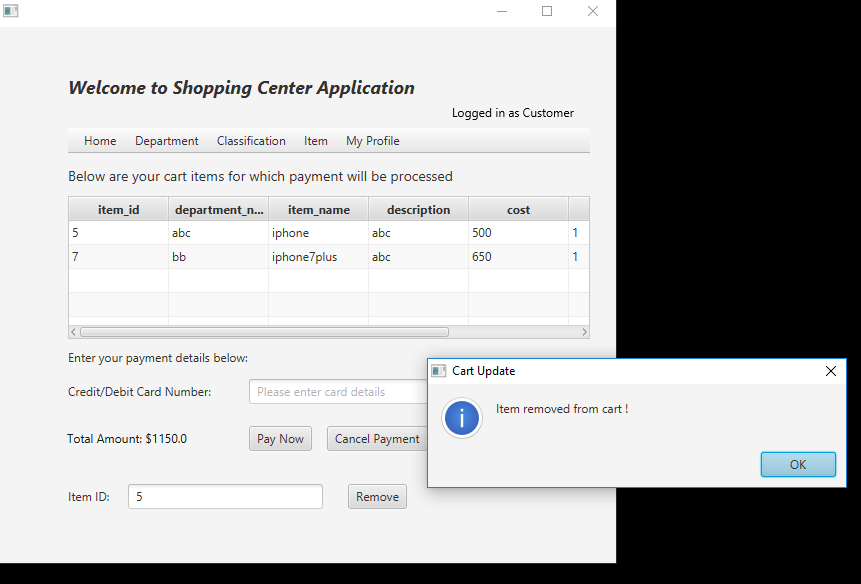 Welcome to Shopping Center Application
Logged in as Customer
Home Department Classification Item My Profile
Below are your cart items for which payment will be processed
item_id department_n... item_name description cost
5 abc iphone abc 500 1
7 bb iphone7plus abc 650 1
Enter your payment details below:
Credit/Debit Card Number: Please enter card details
Total Amount: $1150.0 Pay Now Cancel Payment
Item ID: 5 Remove
Cart Update
Item removed from cart !
OK